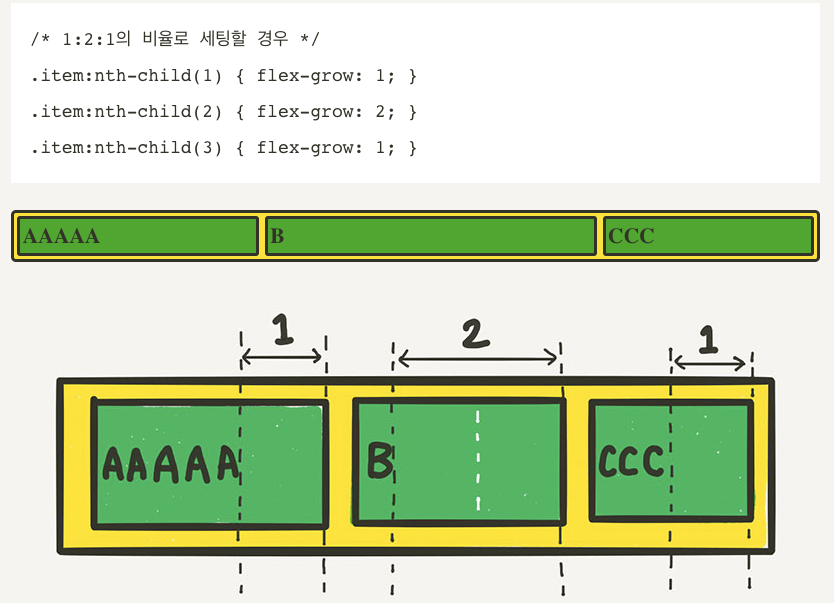 /* 1:2:1의 비율로 세팅할 경우 */
.item:nth-child(1) { flex-grow: 1; }
.item:nth-child(2) { flex-grow: 2; }
.item:nth-child(3) { flex-grow: 1; }
AAAAA B CCC
1 2 1
AAAAA B CCC